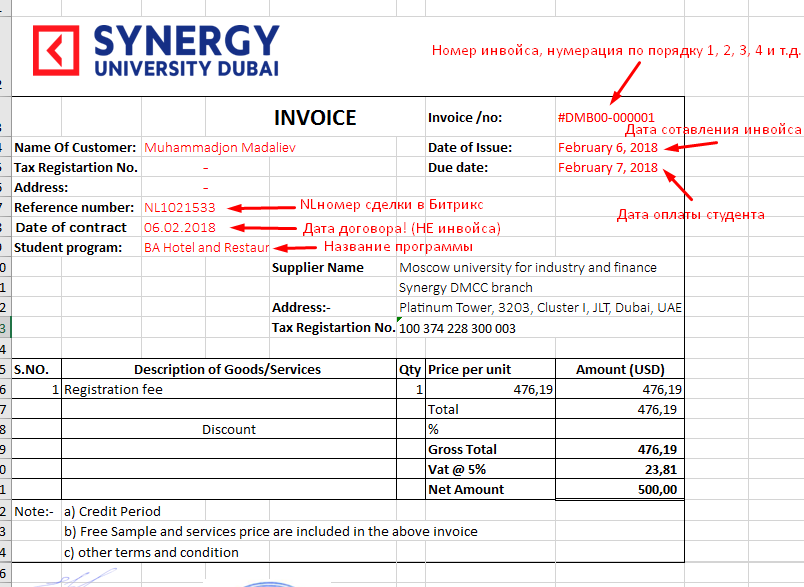 SYNERGY
UNIVERSITY DUBAI
Номер инвойса, нумерация по порядку 1, 2, 3, 4 и т.д.
INVOICE Invoice /no: #DMB00-000001
Дата сотавления инвойса
Name Of Customer: Muhammadjon Madaliev Date of Issue: February 6, 2018
Tax Registartion No. - Due date: February 7, 2018
Address: -
Reference number: NL1021533 NLномер сделки в Битрикс
Дата оплаты студента
Date of contract 06.02.2018 Дата договора! (НЕ инвойса)
Student program: BA Hotel and Restaur Название программы
Supplier Name Moscow university for industry and finance
Synergy DMCC branch
Address:- Platinum Tower, 3203, Cluster I, JLT, Dubai, UAE
Tax Registartion No. 100 374 228 300 003
S.NO. Description of Goods/Services Qty Price per unit Amount (USD)
1 Registration fee 1 476,19 476,19
Total 476,19
Discount %
Gross Total 476,19
Vat @ 5% 23,81
Net Amount 500,00
Note:- a) Credit Period
b) Free Sample and services price are included in the above invoice
c) other terms and condition